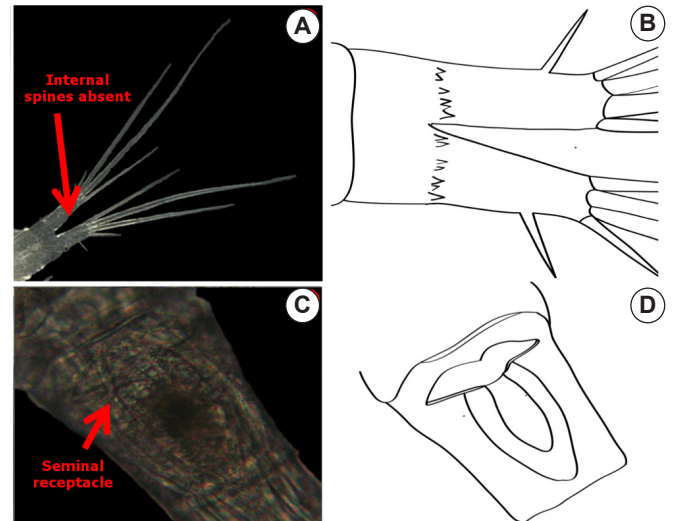 A
B
Internal
spines absent
C
D
Seminal
receptacle